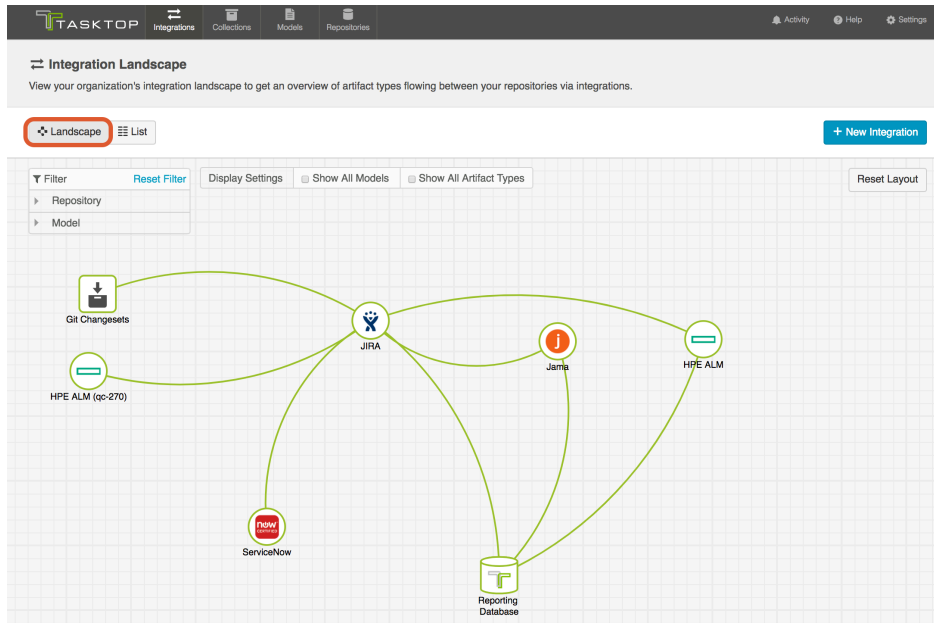 TASKTOP
Integrations
Collections
Models
Repositories
Activity
Help
Settings
Integration Landscape
View your organization's integration landscape to get an overview of artifact types flowing between your repositories via integrations.
Landscape
List
+ New Integration
Filter
Reset Filter
Display Settings
Show All Models
Show All Artifact Types
Reset Layout
Repository
Model
Git Changesets
JIRA
j
Jama
HPE ALM
HPE ALM (qc-270)
now
CERTIFIED
ServiceNow
Reporting
Database